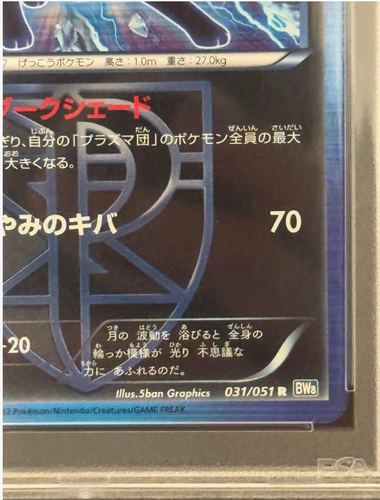 7 げっこうポケモン 高さ:1.0m 重さ:27.0kg
ダークシェード
ぎり、自分の「プラズマ団」のポケモン全員の最大
大きくなる。
やみのキバ 70
-20
月の 波動を 浴びると 全身の
輪っか模様が 光り 不思議な
力に あふれるのだ。
Illus.5ban Graphics 031/051 R BW8
12 Pokémon/Nintendo/Creatures/GAME FREAK
PSA